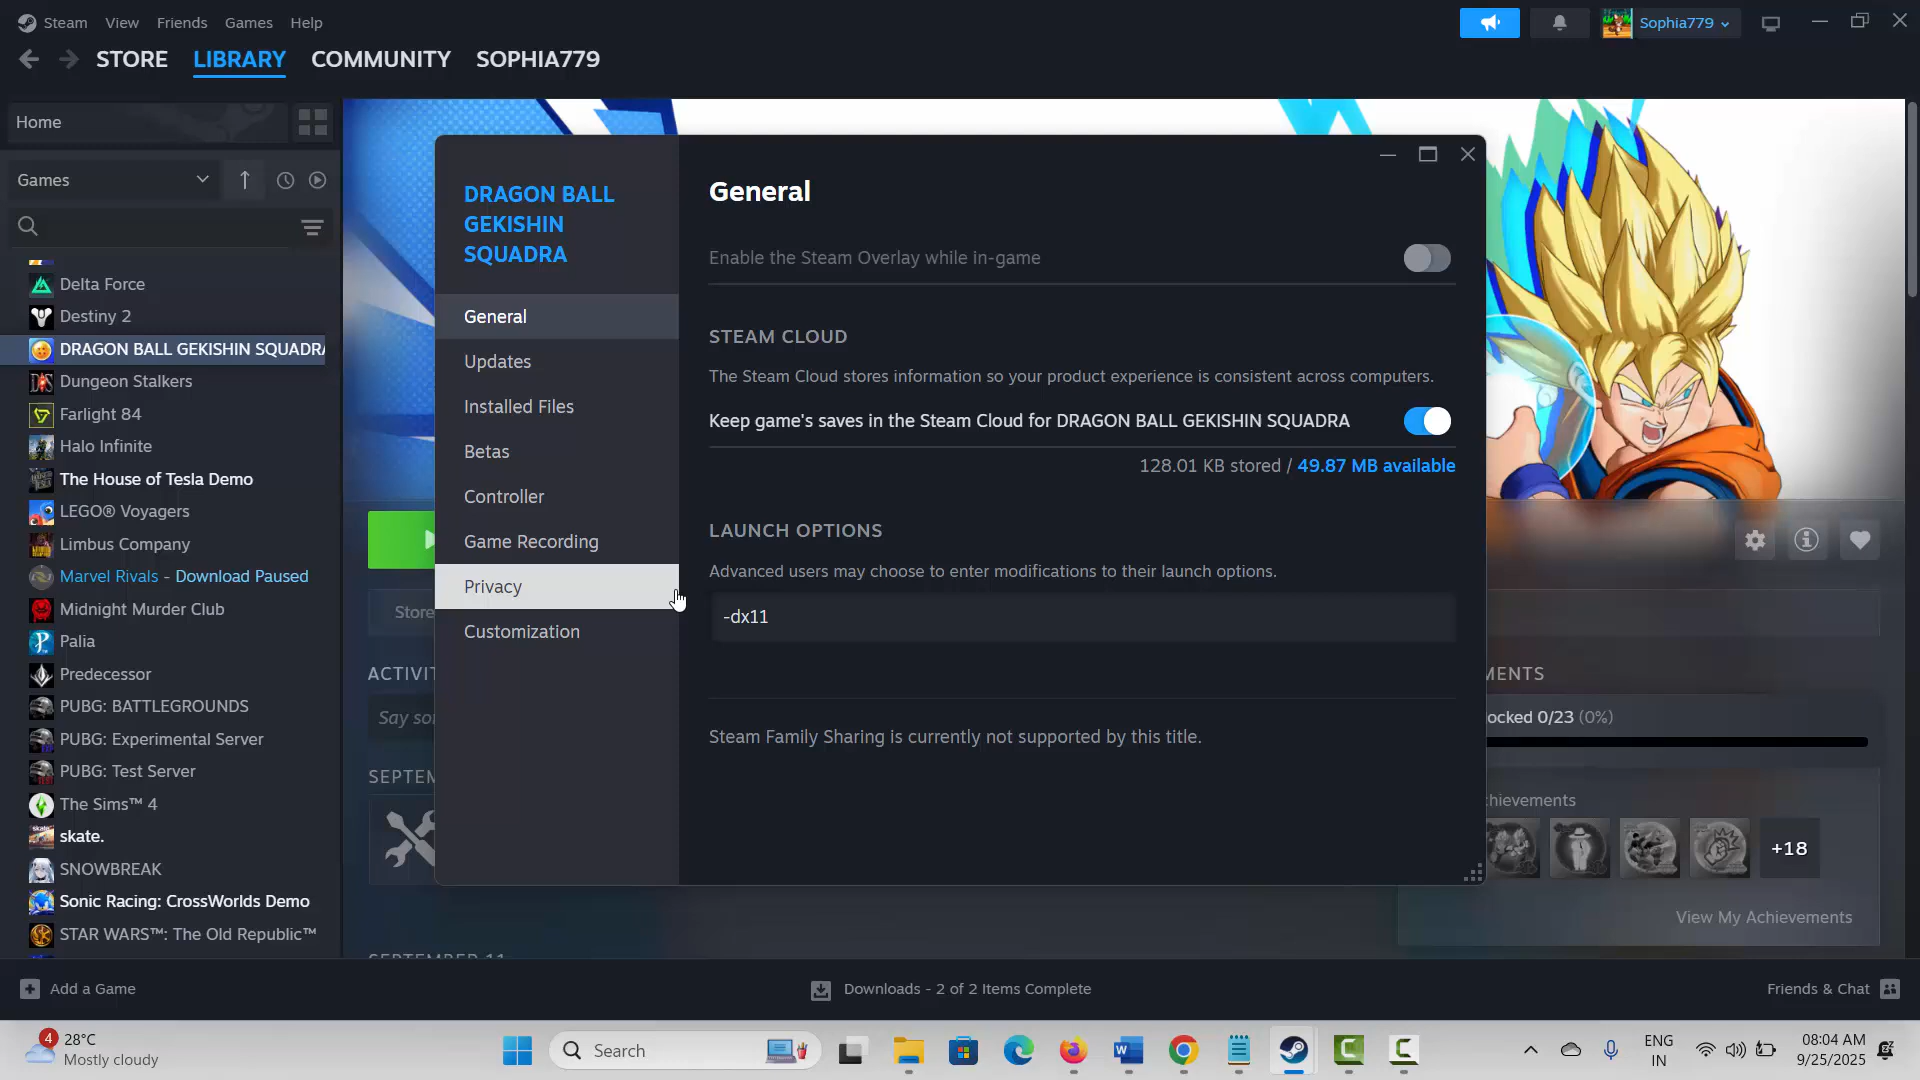 Steam View Friends Games Help
Sophia779
STORE LIBRARY COMMUNITY SOPHIA779
Home
Games
Delta Force
Destiny 2
DRAGON BALL GEKISHIN SQUADRA
Dungeon Stalkers
Farlight 84
Halo Infinite
The House of Tesla Demo
LEGO® Voyagers
Limbus Company
Marvel Rivals - Download Paused
Midnight Murder Club
Palia
Predecessor
PUBG: BATTLEGROUNDS
PUBG: Experimental Server
PUBG: Test Server
The Sims™ 4
skate.
SNOWBREAK
Sonic Racing: CrossWorlds Demo
STAR WARS™: The Old Republic™
DRAGON BALL
GEKISHIN
SQUADRA
General
Updates
Installed Files
Betas
Controller
Game Recording
Privacy
Customization
General
Enable the Steam Overlay while in-game
STEAM CLOUD
The Steam Cloud stores information so your product experience is consistent across computers.
Keep game's saves in the Steam Cloud for DRAGON BALL GEKISHIN SQUADRA
128.01 KB stored / 49.87 MB available
LAUNCH OPTIONS
Advanced users may choose to enter modifications to their launch options.
-dx11
Steam Family Sharing is currently not supported by this title.
Store
ACTIVIT
Say so
SEPTEM
SEPTEMBER 11
MENTS
ocked 0/23 (0%)
chievements
+18
View My Achievements
Add a Game
Downloads - 2 of 2 Items Complete
Friends & Chat
4
28°C
Mostly cloudy
Search
ENG
IN
08:04 AM
9/25/2025